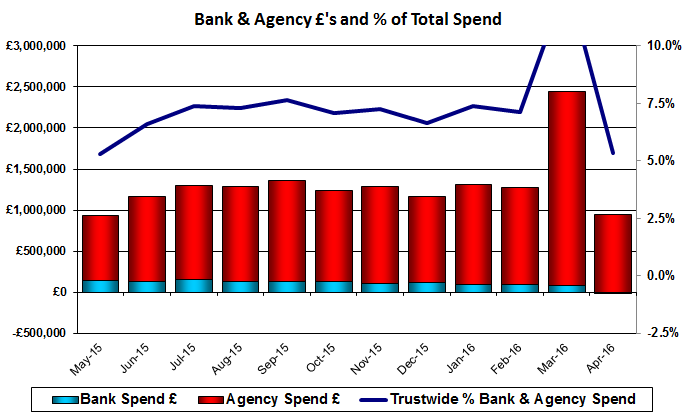 Bank & Agency £'s and % of Total Spend
£3,000,000
£2,500,000
£2,000,000
£1,500,000
£1,000,000
£500,000
£0
-£500,000
10.0%
7.5%
5.0%
2.5%
0.0%
-2.5%
May-15
Jun-15
Jul-15
Aug-15
Sep-15
Oct-15
Nov-15
Dec-15
Jan-16
Feb-16
Mar-16
Apr-16
Bank Spend £
Agency Spend £
Trustwide % Bank & Agency Spend